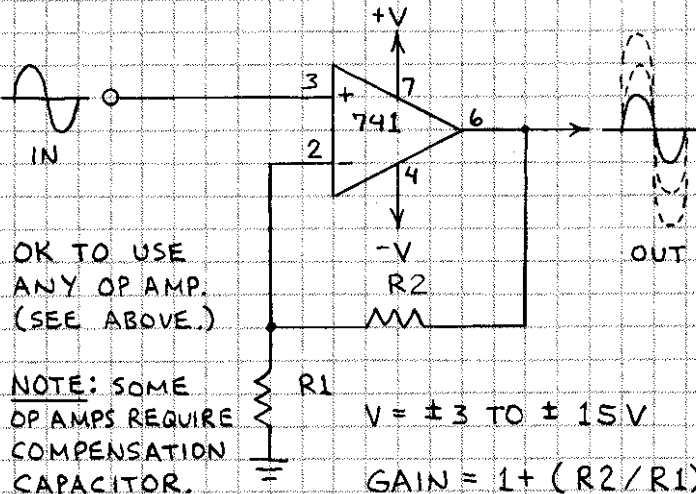 +V
3
+
7
741
6
IN
2
-
4
-V
OUT
OK TO USE
ANY OP AMP.
(SEE ABOVE.)
R2
NOTE: SOME
OP AMPS REQUIRE
COMPENSATION
CAPACITOR.
R1
V = ± 3 TO ± 15 V
GAIN = 1 + (R2/R1)